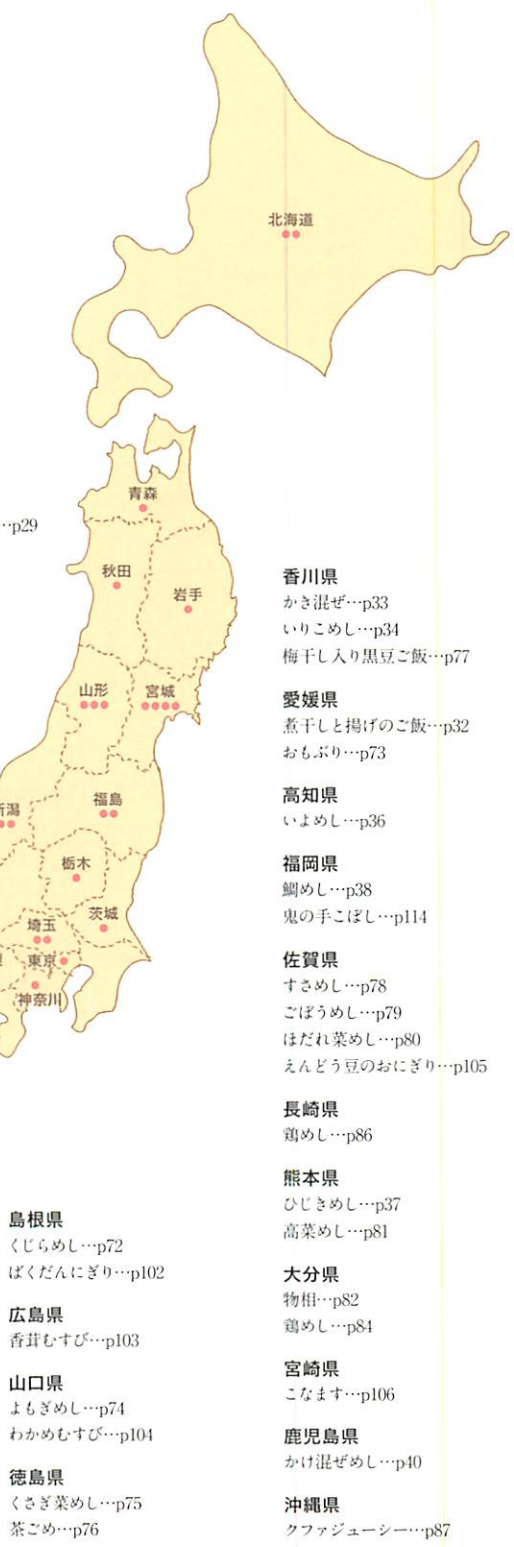 北海道
青森
…p29
秋田
岩手
山形
宮城
福島
新潟
栃木
茨城
埼玉
東京
神奈川
島根県
くじらめし…p72
ばくだんにぎり…p102
広島県
香茸むすび…p103
山口県
よもぎめし…p74
わかめむすび…p104
徳島県
くさぎ菜めし…p75
茶ごめ…p76
香川県
かき混ぜ…p33
いりこめし…p34
梅干し入り黒豆ご飯…p77
愛媛県
煮干しと揚げのご飯…p32
おもぶり…p73
高知県
いよめし…p36
福岡県
鯛めし…p38
鬼の手こぼし…p114
佐賀県
すさめし…p78
ごぼうめし…p79
ほだれ菜めし…p80
えんどう豆のおにぎり…p105
長崎県
鶏めし…p86
熊本県
ひじきめし…p37
高菜めし…p81
大分県
物相…p82
鶏めし…p84
宮崎県
こなます…p106
鹿児島県
かけ混ぜめし…p40
沖縄県
クファジューシー…p87